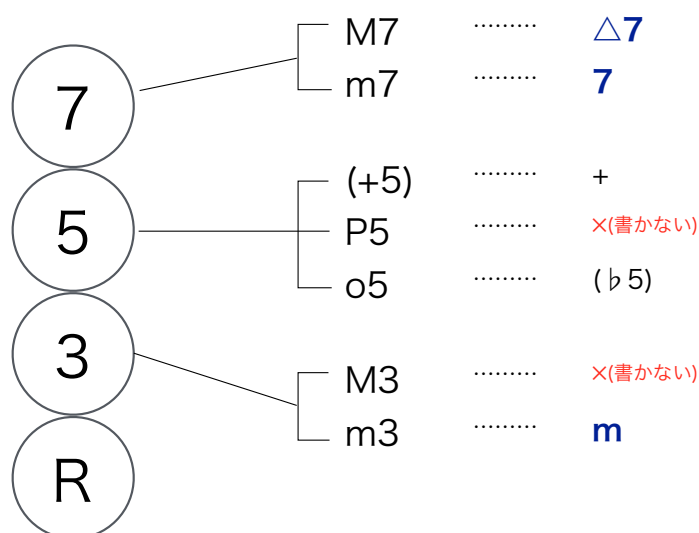 M7 ……… △7
7
m7 ……… 7
(+5) ……… +
5
P5 ……… ×(書かない)
o5 ……… (♭5)
3
M3 ……… ×(書かない)
m3 ……… m
R